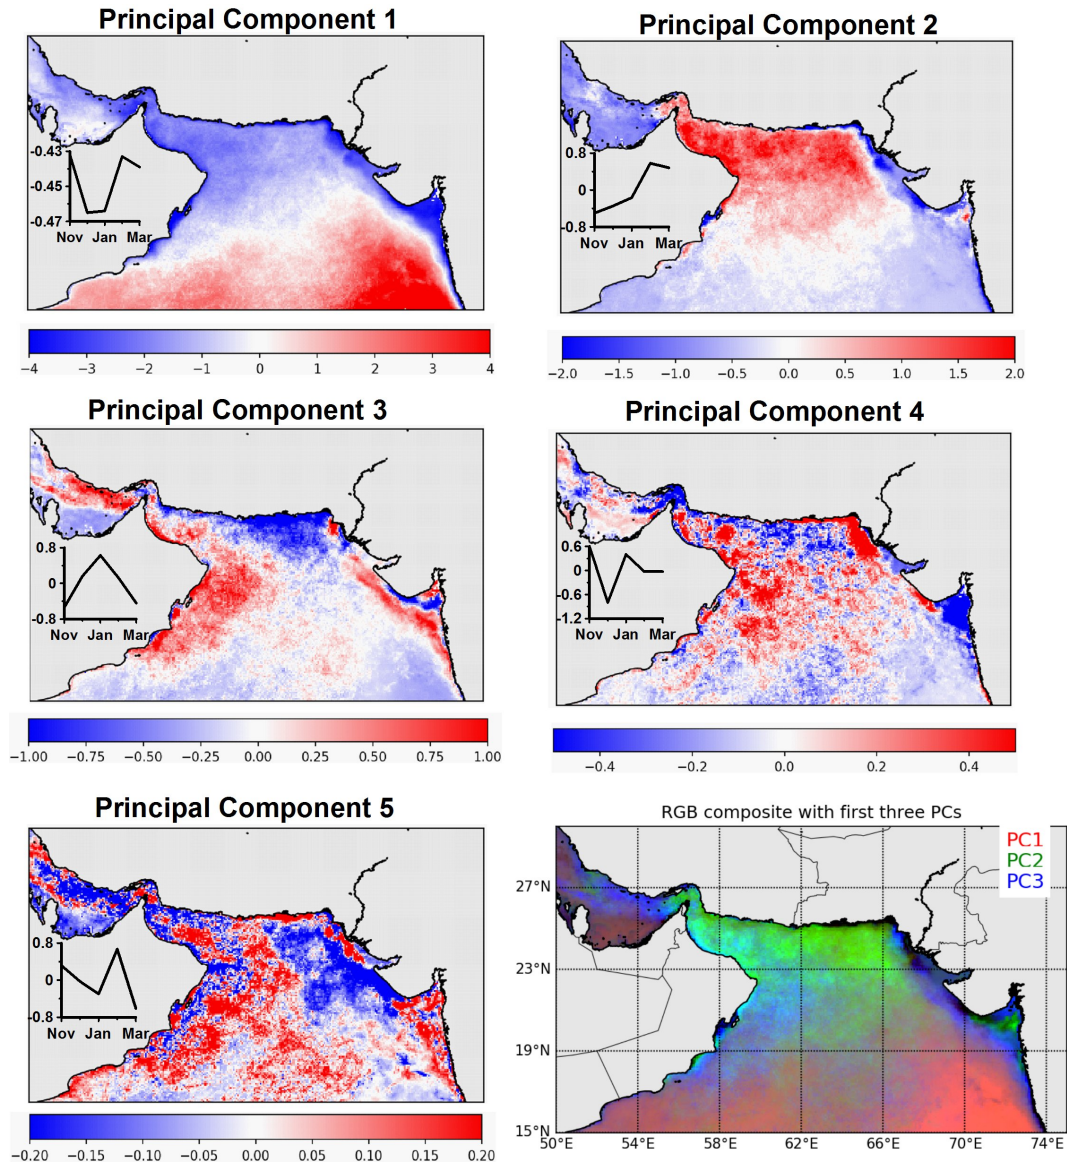 Principal Component 1
-0.43
-0.45
-0.47
Nov Jan Mar
−4 −3 −2 −1 0 1 2 3 4
Principal Component 2
0.8
0
-0.8
Nov Jan Mar
−2.0 −1.5 −1.0 −0.5 0.0 0.5 1.0 1.5 2.0
Principal Component 3
0.8
0
-0.8
Nov Jan Mar
−1.00 −0.75 −0.50 −0.25 0.00 0.25 0.50 0.75 1.00
Principal Component 4
0.6
0
-0.6
-1.2
Nov Jan Mar
−0.4 −0.2 0.0 0.2 0.4
Principal Component 5
0.8
0
-0.8
Nov Jan Mar
−0.20 −0.15 −0.10 −0.05 0.00 0.05 0.10 0.15 0.20
RGB composite with first three PCs
PC1
PC2
PC3
27°N
23°N
19°N
15°N
50°E 54°E 58°E 62°E 66°E 70°E 74°E